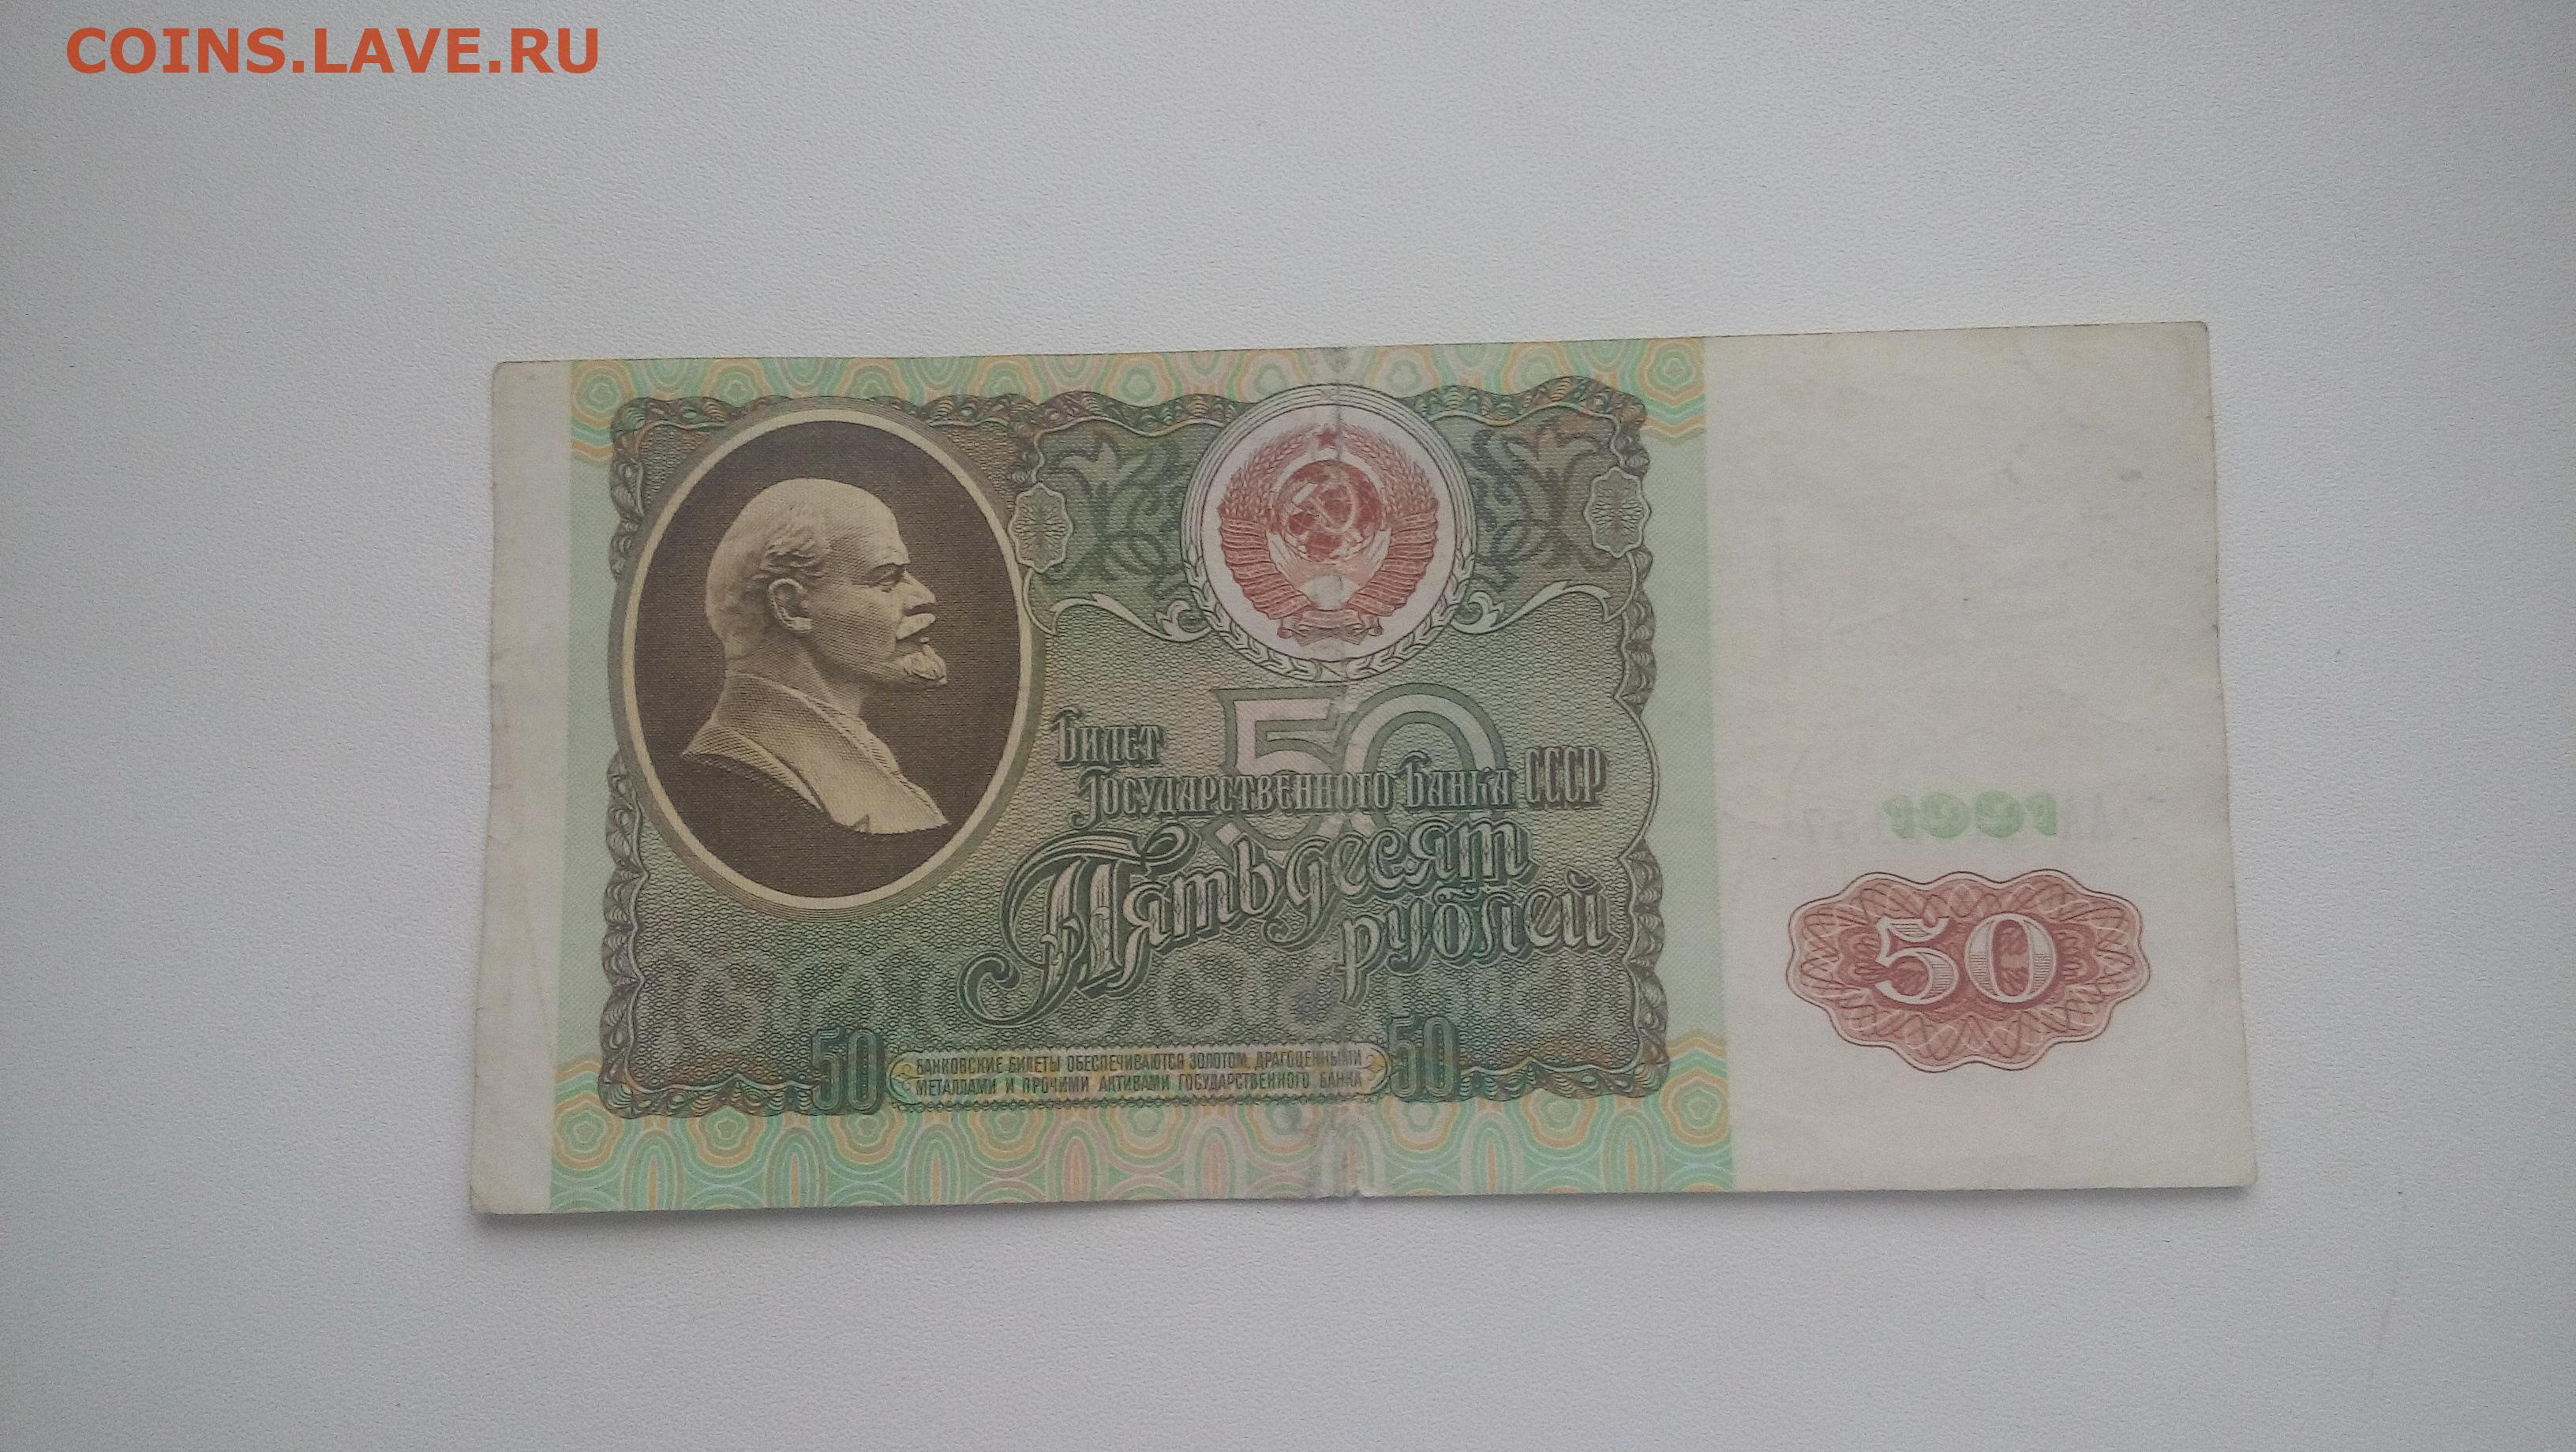 COINS.LAVE.RU
50
Билет
Государственного Банка СССР
Пятьдесят
рублей
50
50 БАНКОВСКИЕ БИЛЕТЫ ОБЕСПЕЧИВАЮТСЯ ЗОЛОТОМ, ДРАГОЦЕННЫМИ 50
МЕТАЛЛАМИ И ПРОЧИМИ АКТИВАМИ ГОСУДАРСТВЕННОГО БАНКА